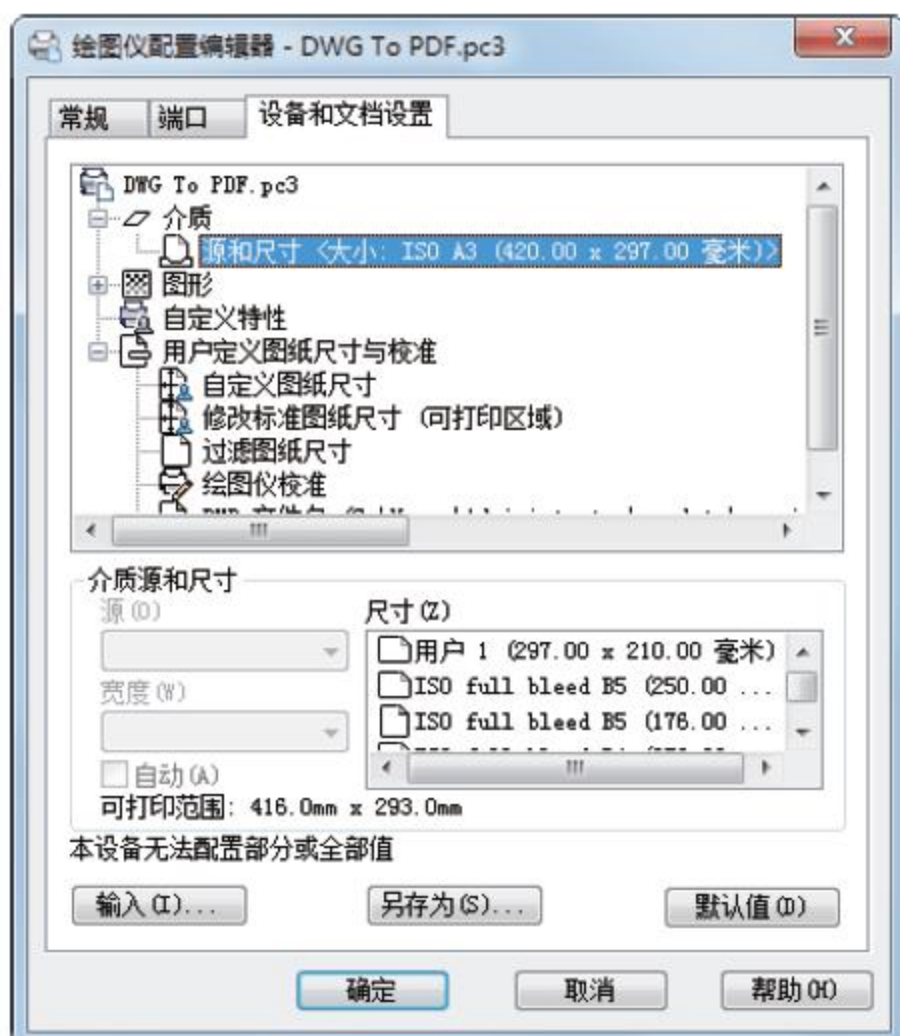 绘图仪配置编辑器 - DWG To PDF.pc3
常规 端口 设备和文档设置
DWG To PDF.pc3
介质
源和尺寸 <大小: ISO A3 (420.00 x 297.00 毫米)>
图形
自定义特性
用户定义图纸尺寸与校准
自定义图纸尺寸
修改标准图纸尺寸 (可打印区域)
过滤图纸尺寸
绘图仪校准
介质源和尺寸
源(O) 尺寸(Z)
用户 1 (297.00 x 210.00 毫米)
宽度(W) ISO full bleed B5 (250.00 ...
ISO full bleed B5 (176.00 ...
自动(A)
可打印范围: 416.0mm x 293.0mm
本设备无法配置部分或全部值
输入(I)... 另存为(S)... 默认值(D)
确定 取消 帮助(H)